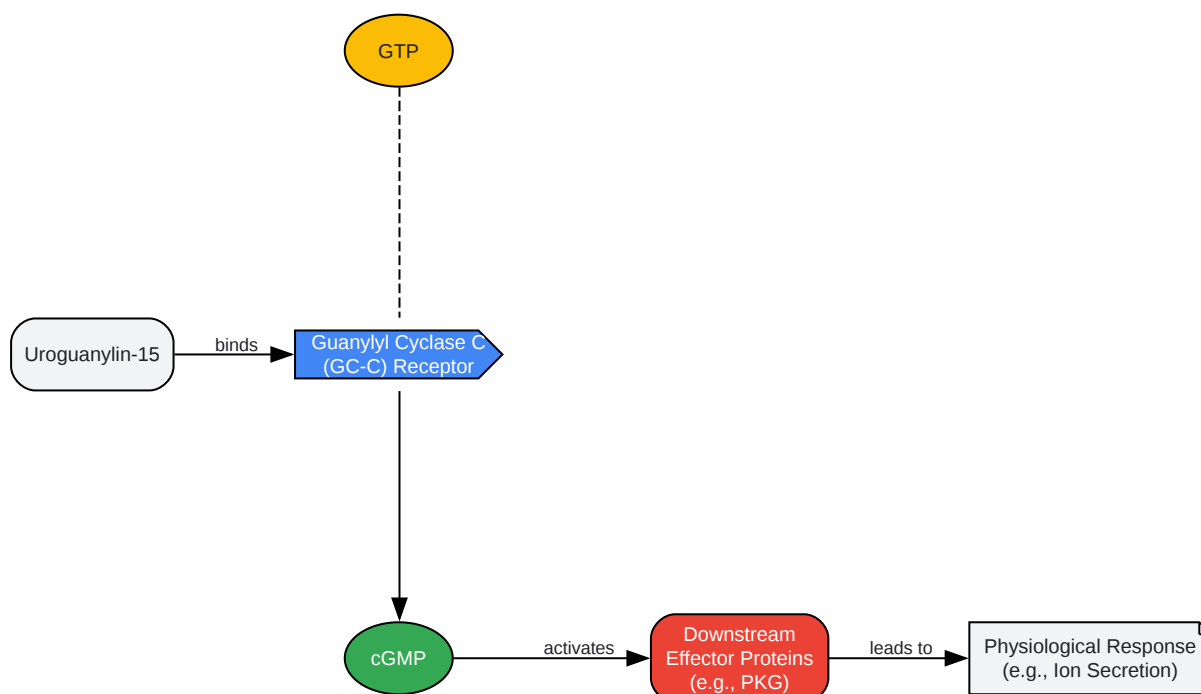 GTP
Uroguanylin-15
binds
Guanylyl Cyclase C
(GC-C) Receptor
cGMP
activates
Downstream
Effector Proteins
(e.g., PKG)
leads to
Physiological Response
(e.g., Ion Secretion)